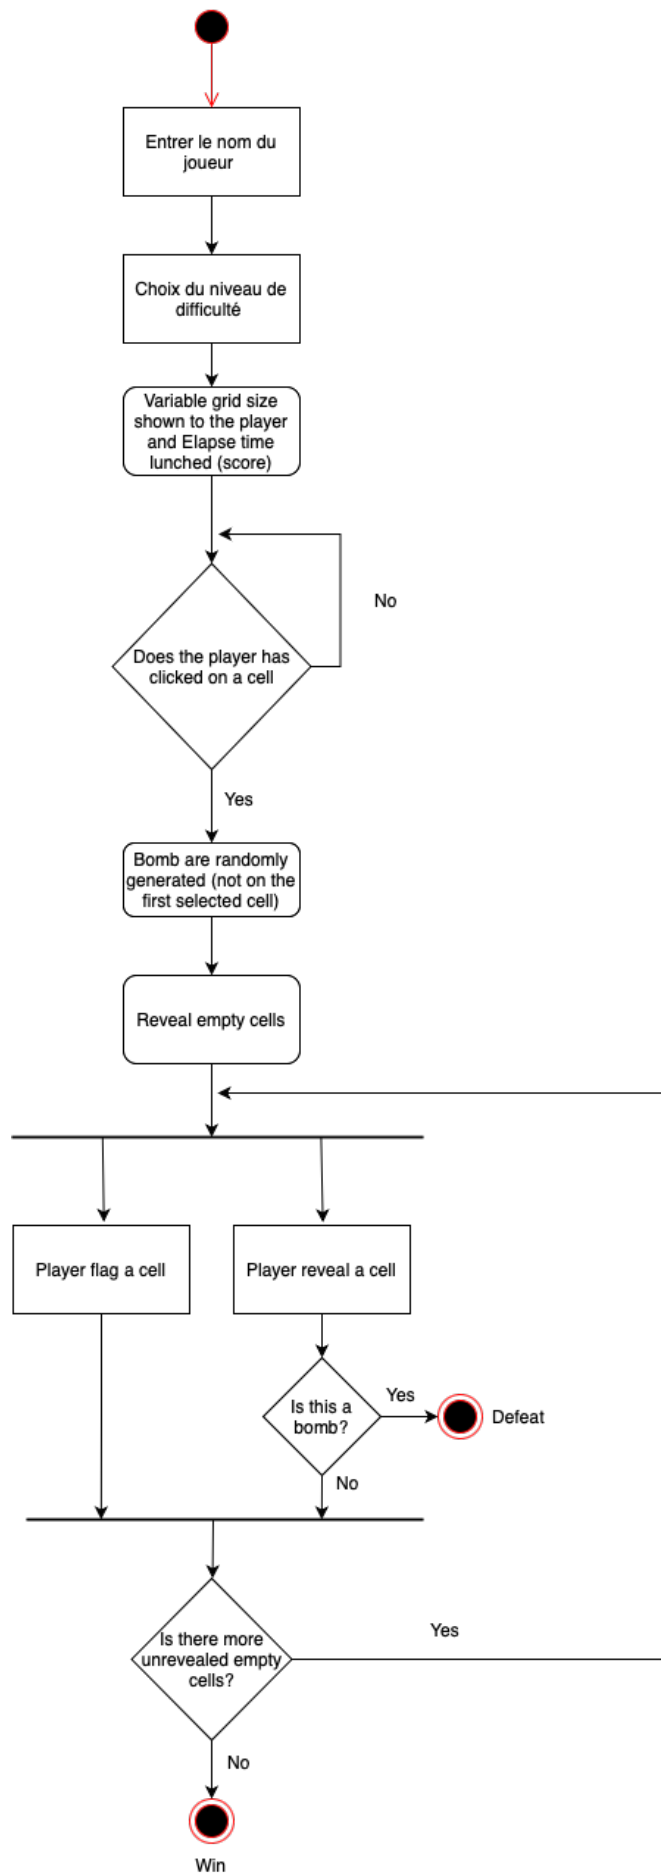 Entrer le nom du
joueur
Choix du niveau de
difficulté
Variable grid size
shown to the player
and Elapse time
lunched (score)
No
Does the player has
clicked on a cell
Yes
Bomb are randomly
generated (not on the
first selected cell)
Reveal empty cells
Player flag a cell
Player reveal a cell
Is this a
bomb?
Yes
Defeat
No
Is there more
unrevealed empty
cells?
Yes
No
Win